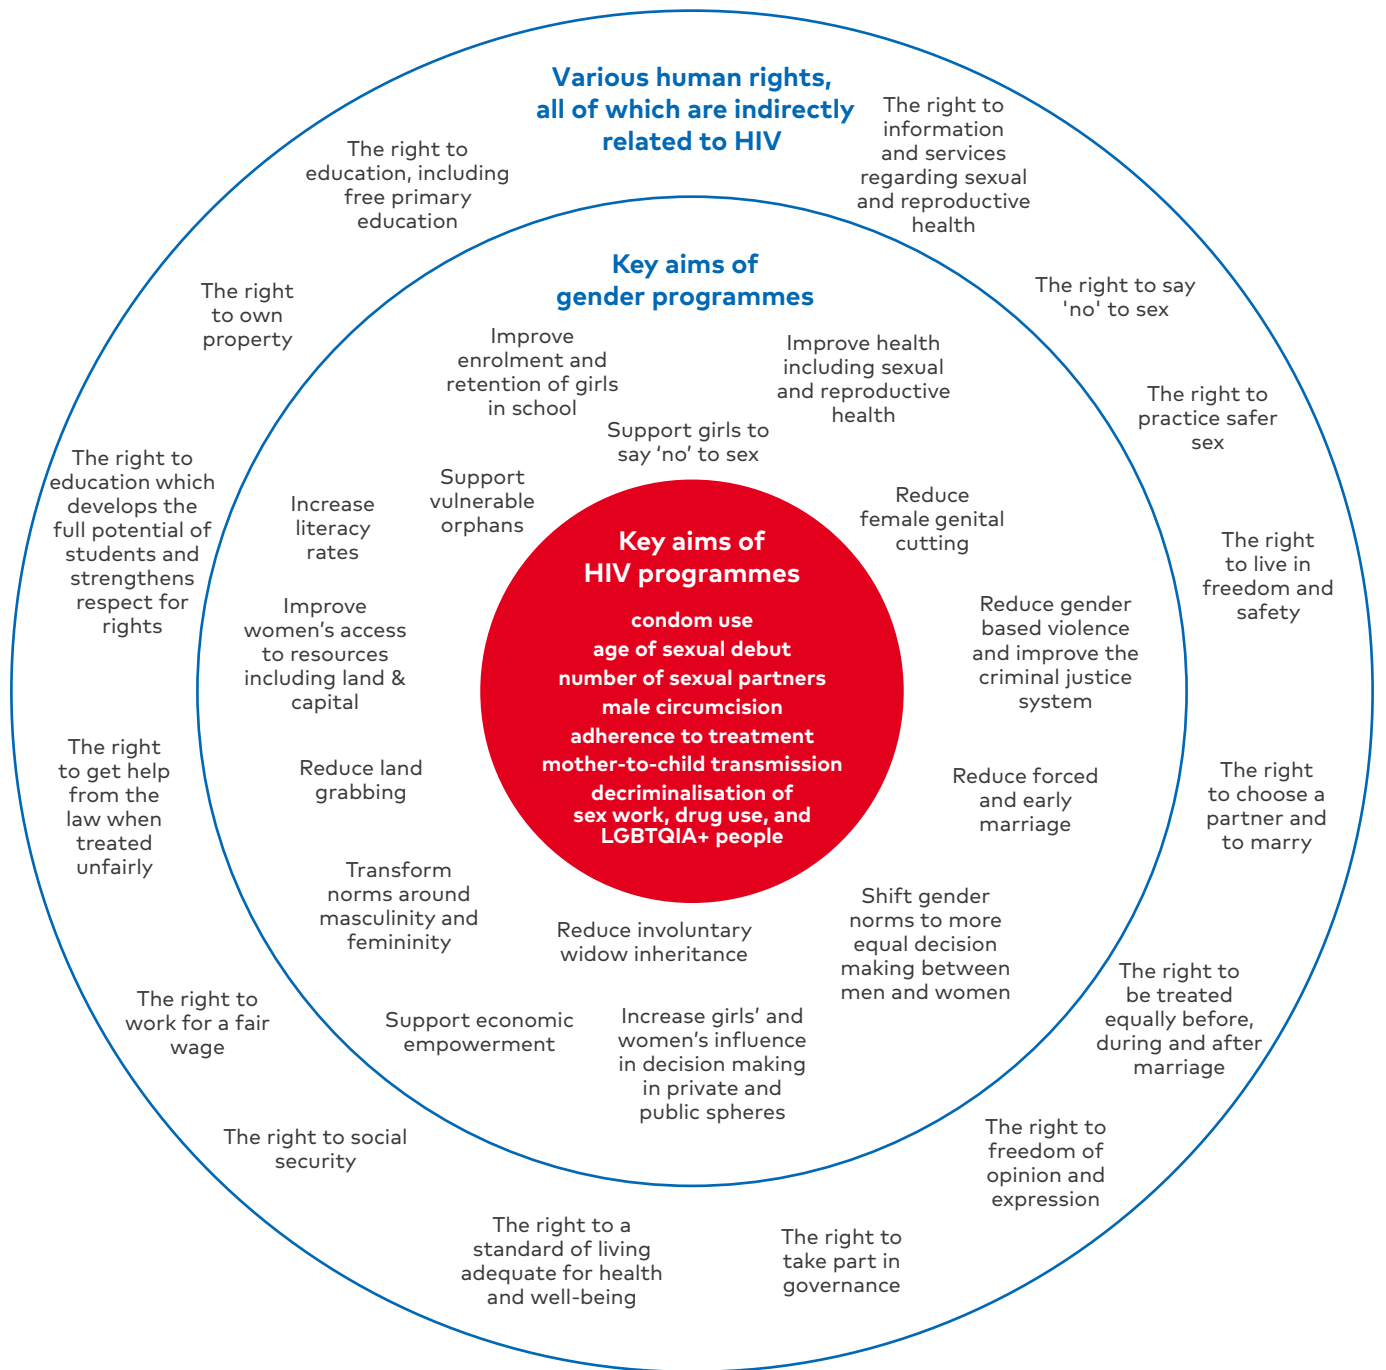 Various human rights,
all of which are indirectly
related to HIV
The right to
information
and services
regarding sexual
and reproductive
health
The right to say
'no' to sex
The right to
practice safer
sex
The right
to live in
freedom and
safety
The right
to choose a
partner and
to marry
The right to
be treated
equally before,
during and after
marriage
The right to
freedom of
opinion and
expression
The right to
take part in
governance
The right to a
standard of living
adequate for health
and well-being
The right to social
security
The right to
work for a fair
wage
The right
to get help
from the
law when
treated
unfairly
The right to
education which
develops the
full potential of
students and
strengthens
respect for
rights
The right
to own
property
The right to
education, including
free primary
education
Key aims of
gender programmes
Improve
enrolment and
retention of girls
in school
Improve health
including sexual
and reproductive
health
Support girls to
say ‘no’ to sex
Reduce
female genital
cutting
Reduce gender
based violence
and improve the
criminal justice
system
Reduce forced
and early
marriage
Shift gender
norms to more
equal decision
making between
men and women
Increase girls’ and
women’s influence
in decision making
in private and
public spheres
Reduce involuntary
widow inheritance
Support economic
empowerment
Transform
norms around
masculinity and
femininity
Reduce land
grabbing
Improve
women’s access
to resources
including land &
capital
Increase
literacy
rates
Support
vulnerable
orphans
Key aims of
HIV programmes
condom use
age of sexual debut
number of sexual partners
male circumcision
adherence to treatment
mother-to-child transmission
decriminalisation of
sex work, drug use, and
LGBTQIA+ people